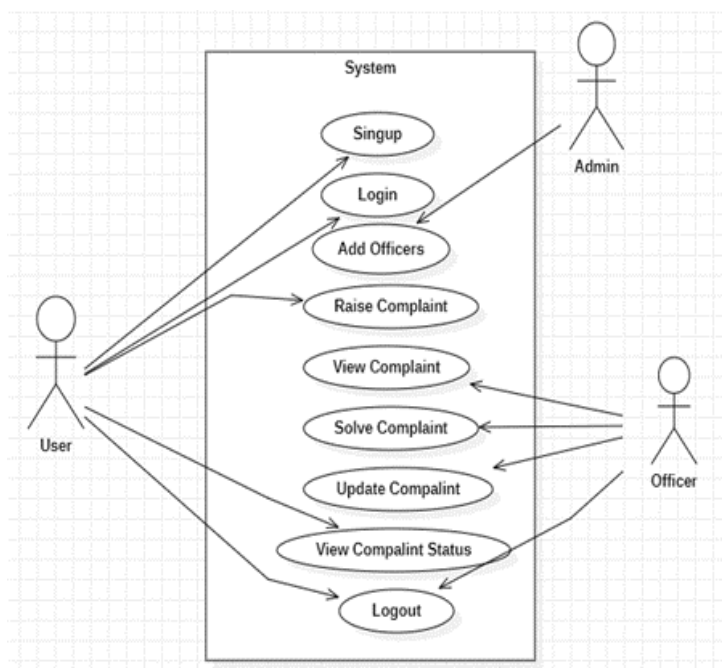 System
Singup
Admin
Login
Add Officers
Raise Complaint
View Complaint
Solve Complaint
User
Officer
Update Compalint
View Compalint Status
Logout